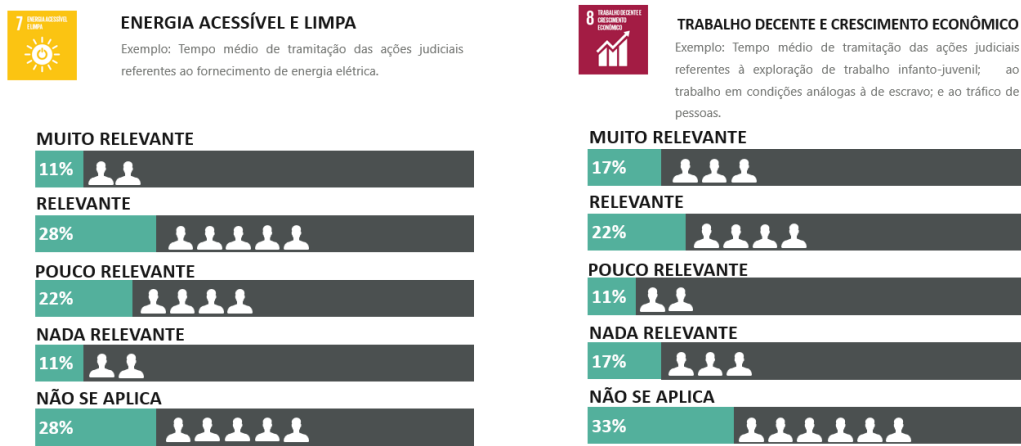 7 ENERGIA ACESSÍVEL
E LIMPA
ENERGIA ACESSÍVEL E LIMPA
Exemplo: Tempo médio de tramitação das ações judiciais
referentes ao fornecimento de energia elétrica.
MUITO RELEVANTE
11%
RELEVANTE
28%
POUCO RELEVANTE
22%
NADA RELEVANTE
11%
NÃO SE APLICA
28%
8 TRABALHO DECENTE E
CRESCIMENTO
ECONÔMICO
TRABALHO DECENTE E CRESCIMENTO ECONÔMICO
Exemplo: Tempo médio de tramitação das ações judiciais
referentes à exploração de trabalho infanto-juvenil; ao
trabalho em condições análogas à de escravo; e ao tráfico de
pessoas.
MUITO RELEVANTE
17%
RELEVANTE
22%
POUCO RELEVANTE
11%
NADA RELEVANTE
17%
NÃO SE APLICA
33%